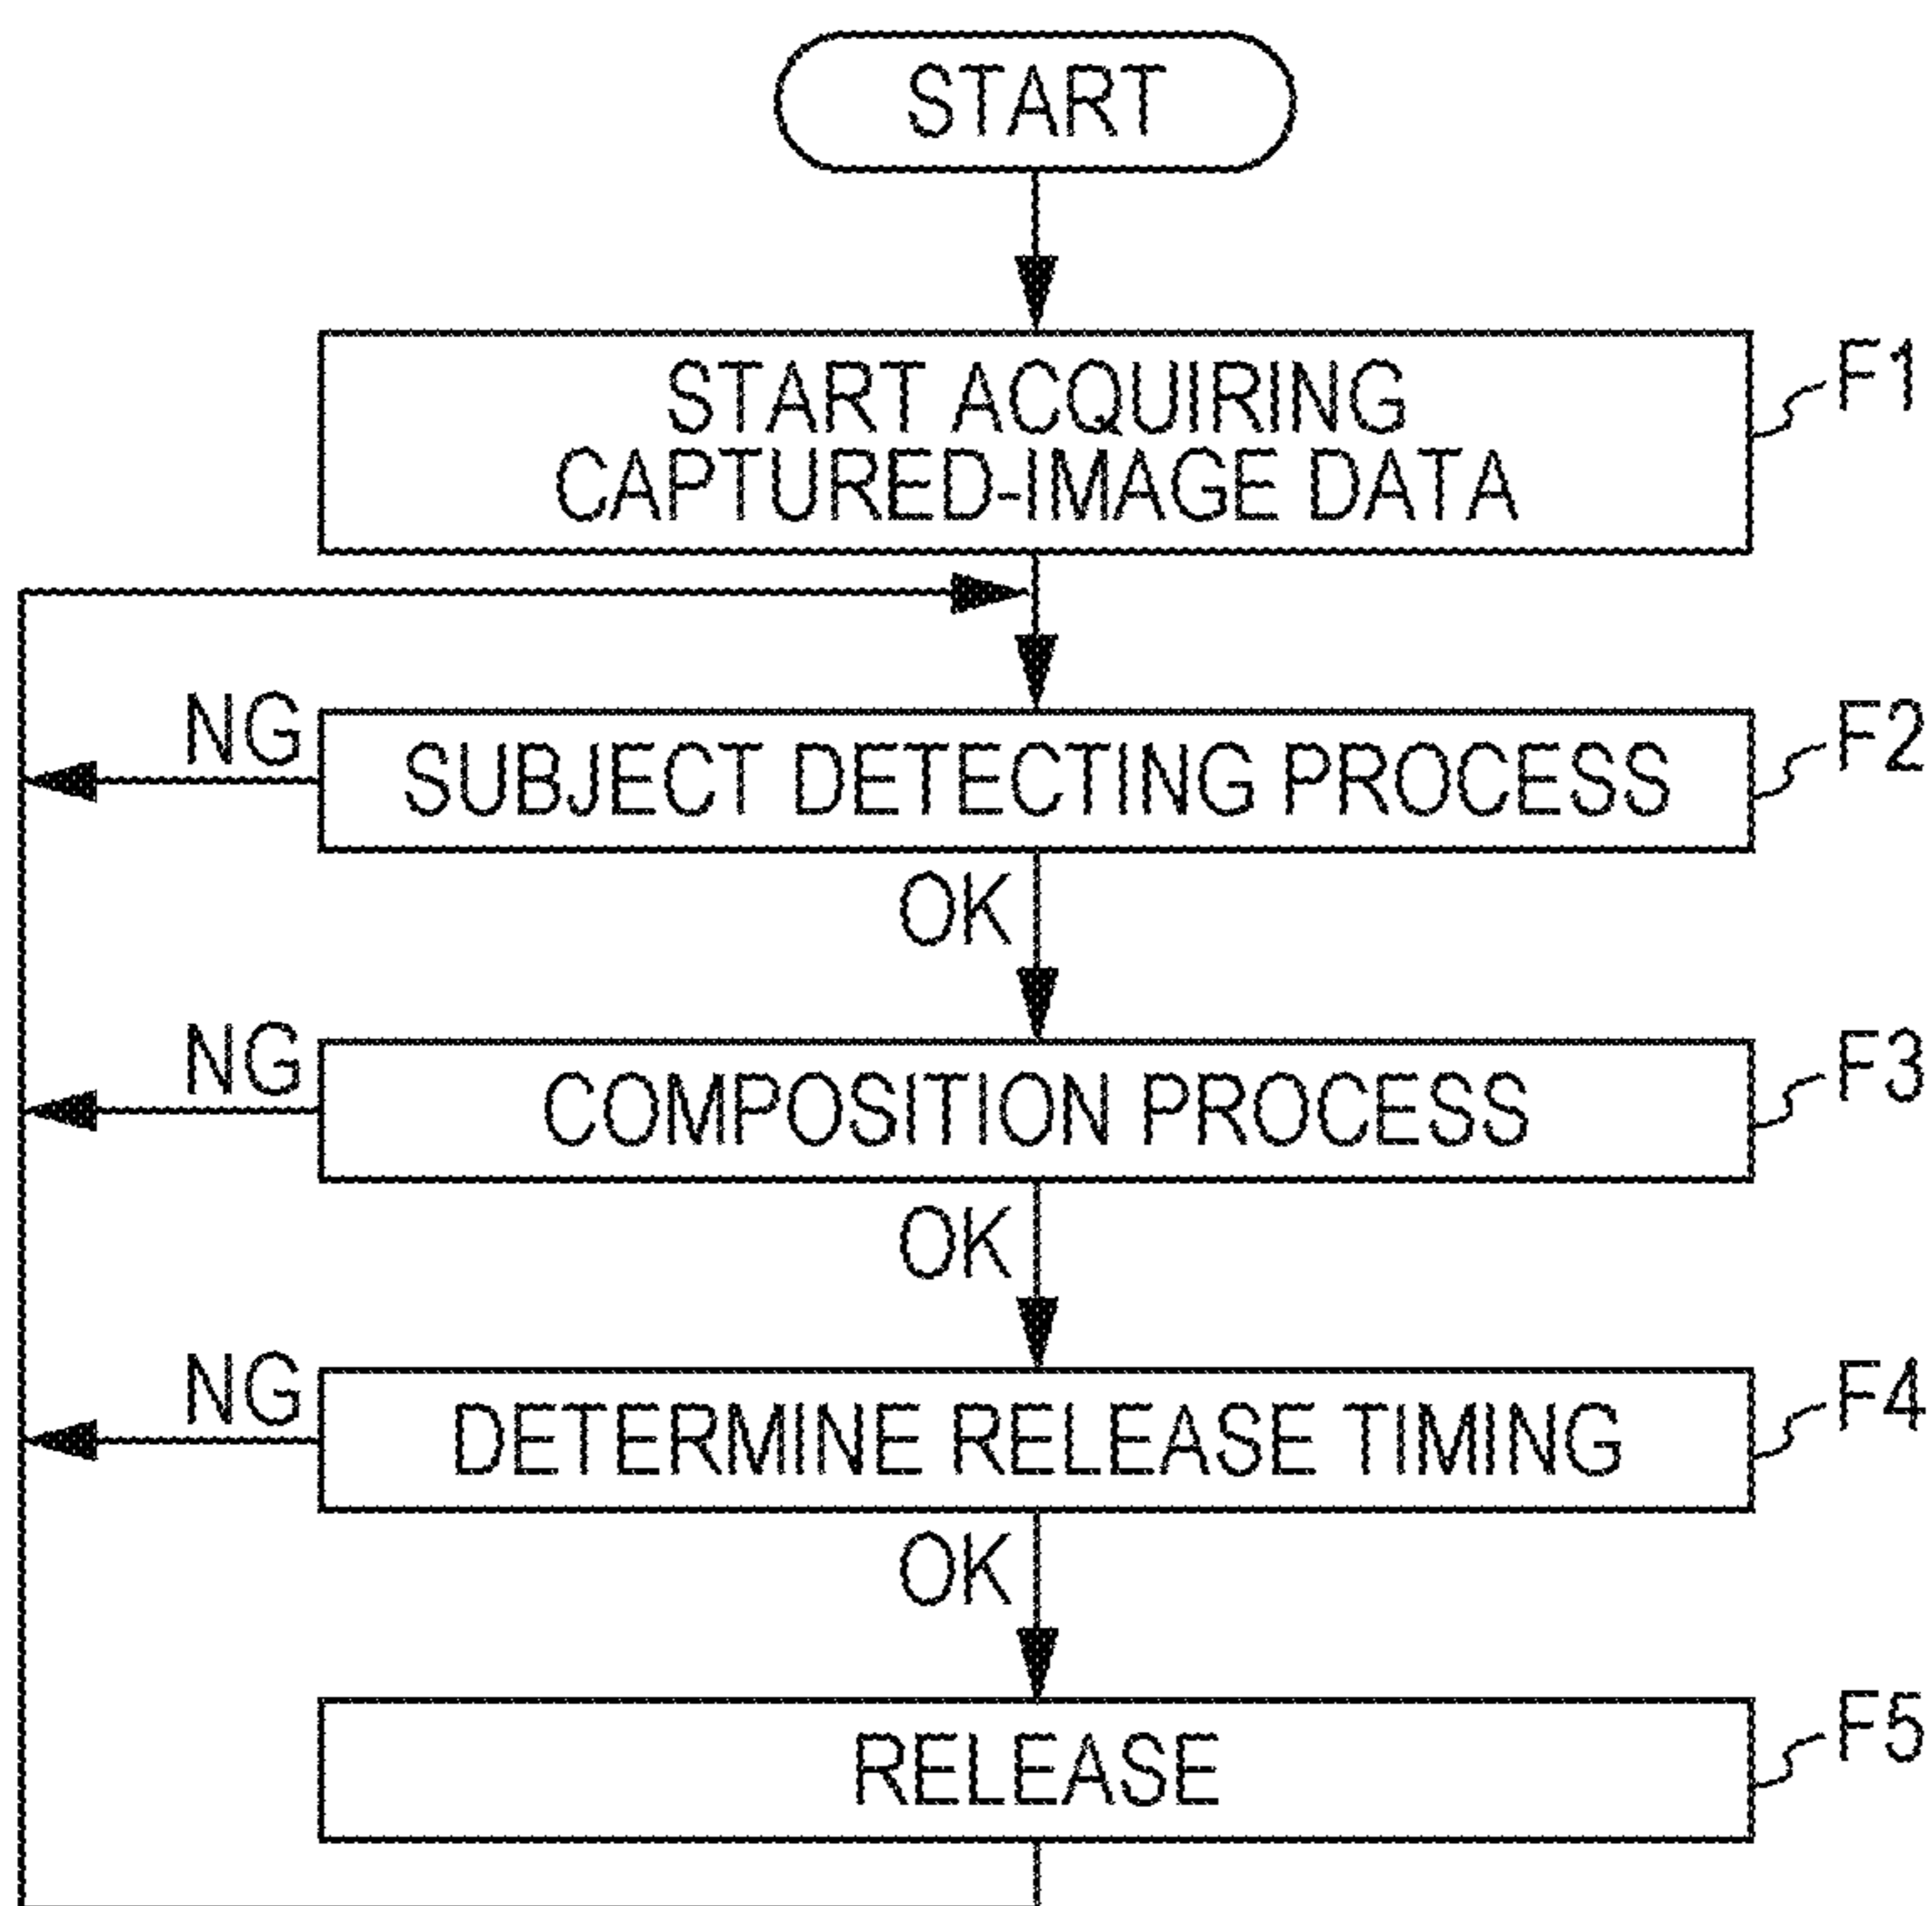 START
START ACQUIRING
CAPTURED-IMAGE DATA
F1
NG
SUBJECT DETECTING PROCESS
F2
OK
NG
COMPOSITION PROCESS
F3
OK
NG
DETERMINE RELEASE TIMING
F4
OK
RELEASE
F5